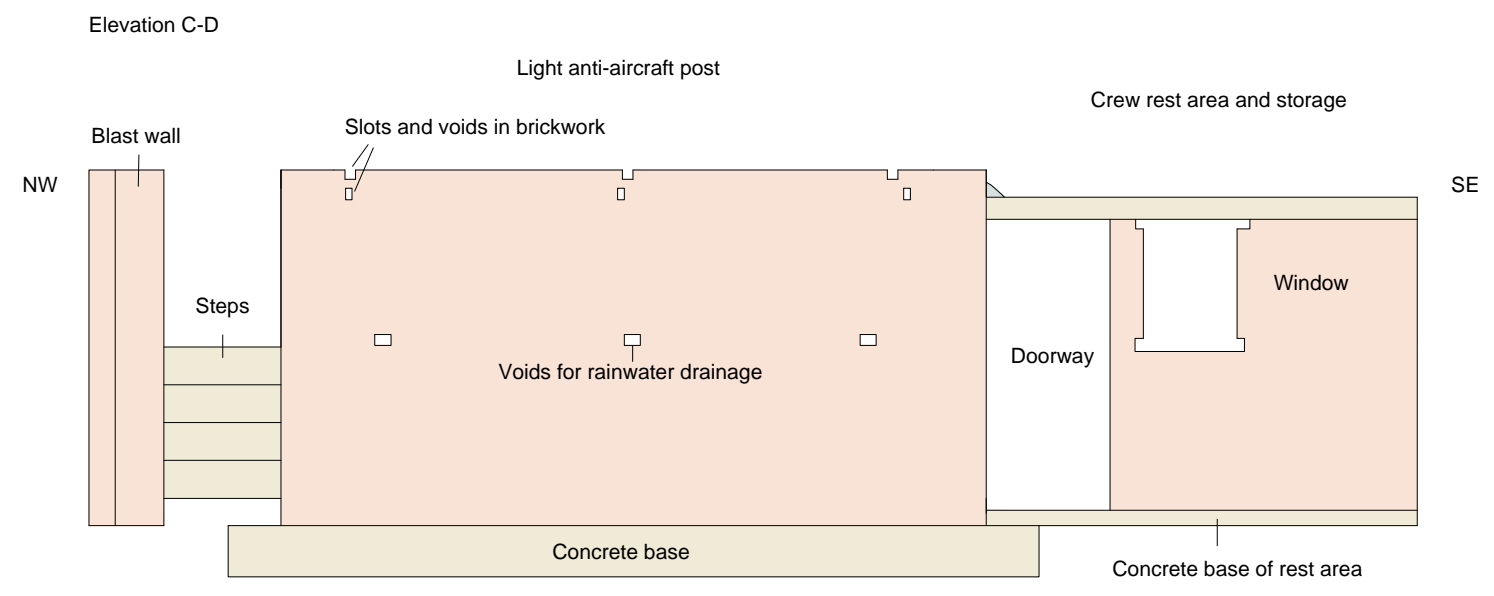 Elevation C-D
Light anti-aircraft post
Crew rest area and storage
Slots and voids in brickwork
Blast wall
NW
SE
Window
Steps
Doorway
Voids for rainwater drainage
Concrete base
Concrete base of rest area